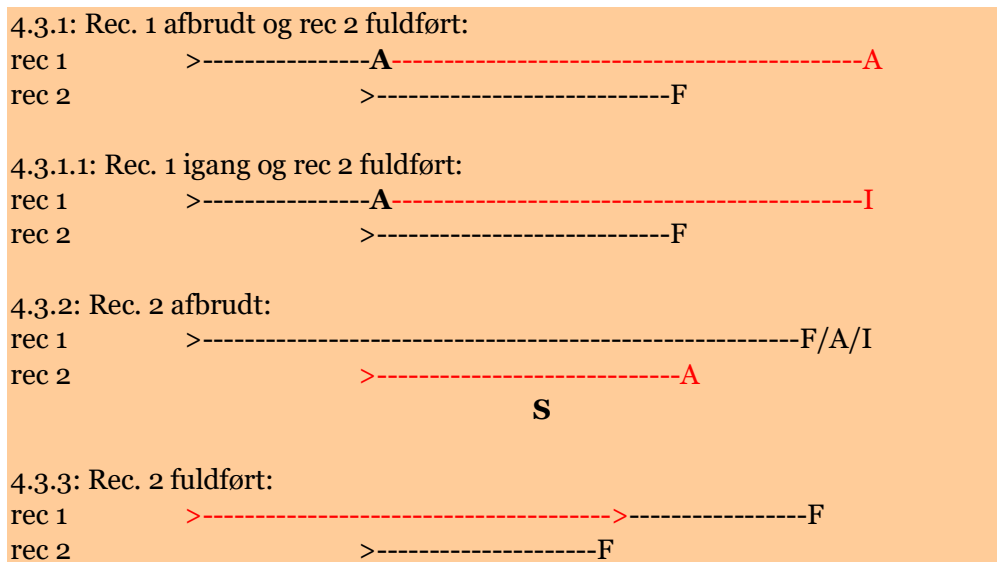 4.3.1: Rec. 1 afbrudt og rec 2 fuldført:
rec 1 >----------------A---------------------------------------------A
rec 2 >----------------------------F

4.3.1.1: Rec. 1 igang og rec 2 fuldført:
rec 1 >----------------A---------------------------------------------I
rec 2 >----------------------------F

4.3.2: Rec. 2 afbrudt:
rec 1 >---------------------------------------------------------F/A/I
rec 2 >-----------------------------A
S

4.3.3: Rec. 2 fuldført:
rec 1 >--------------------------------------->-----------------F
rec 2 >---------------------F